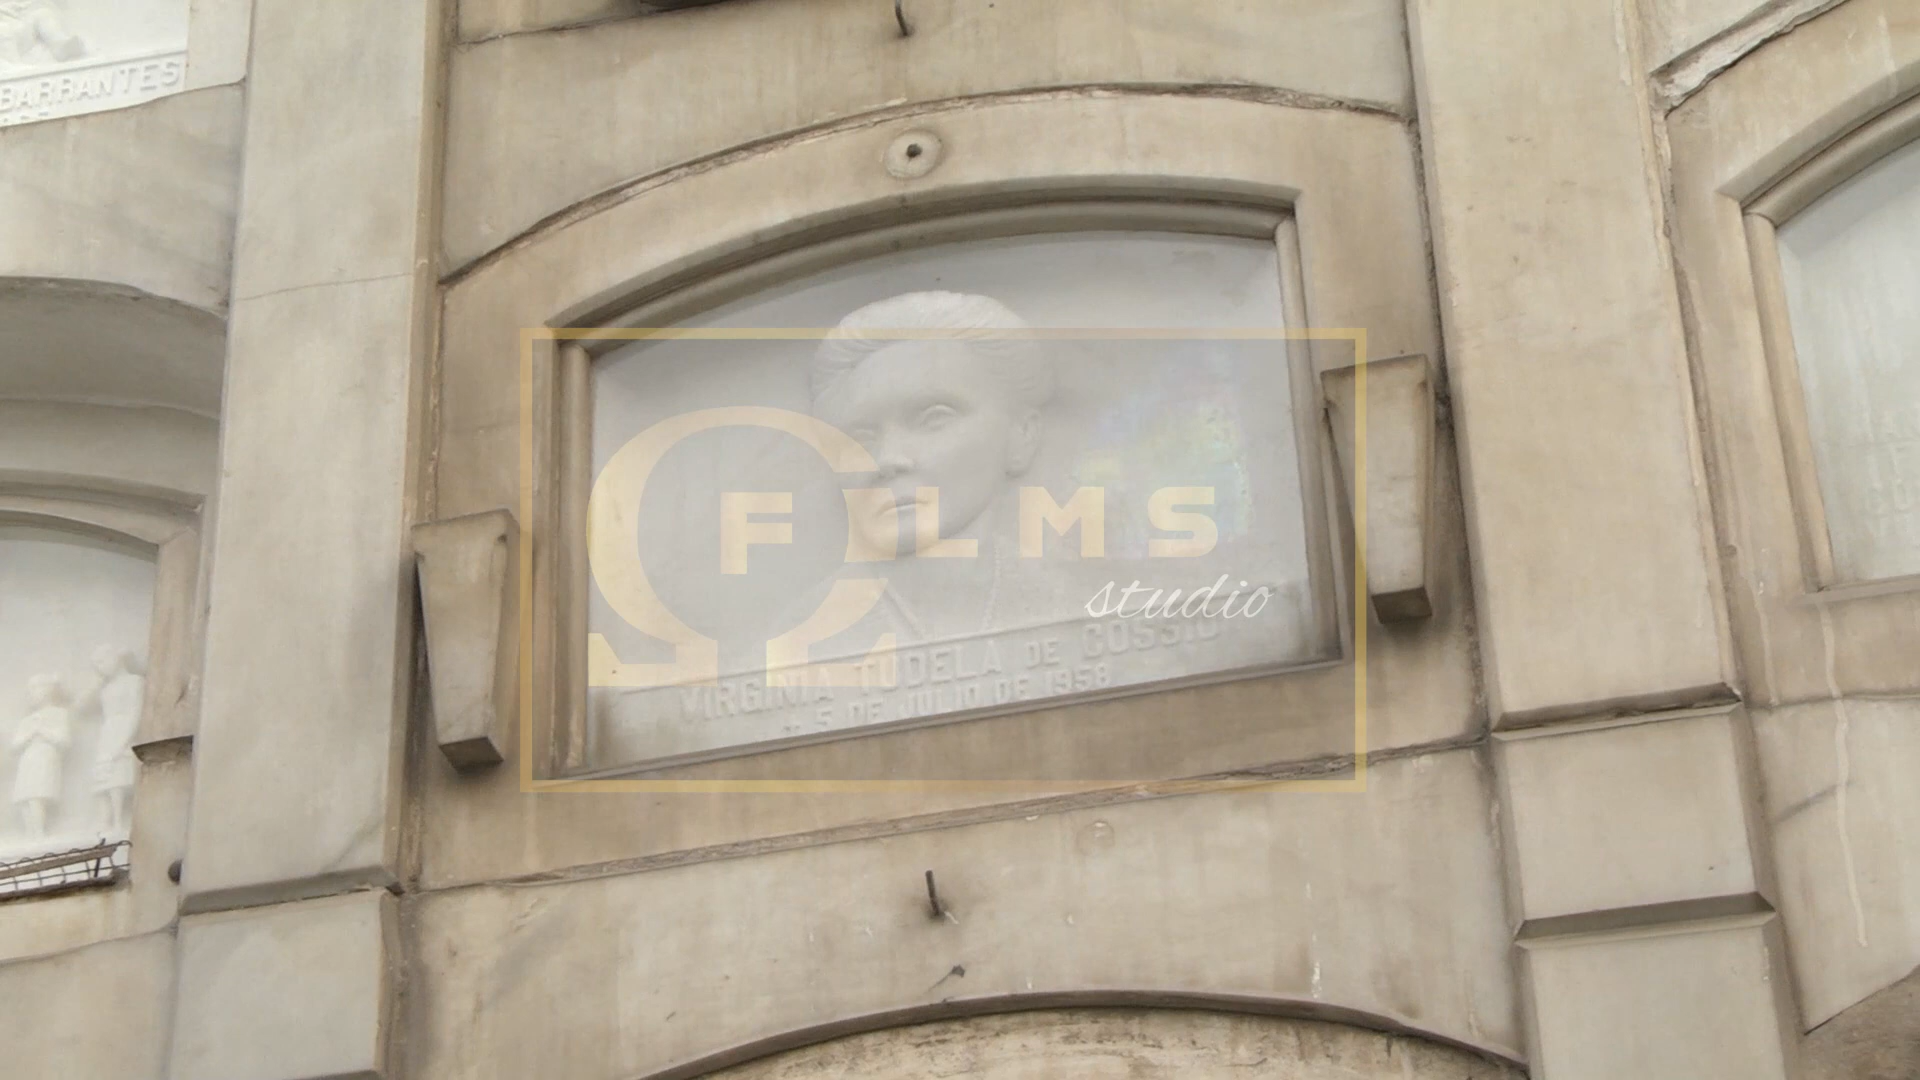 BARRANTES
FILMS
studio
VIRGINIA TUDELA DE COSSIO
5 DE JULIO DE 1958